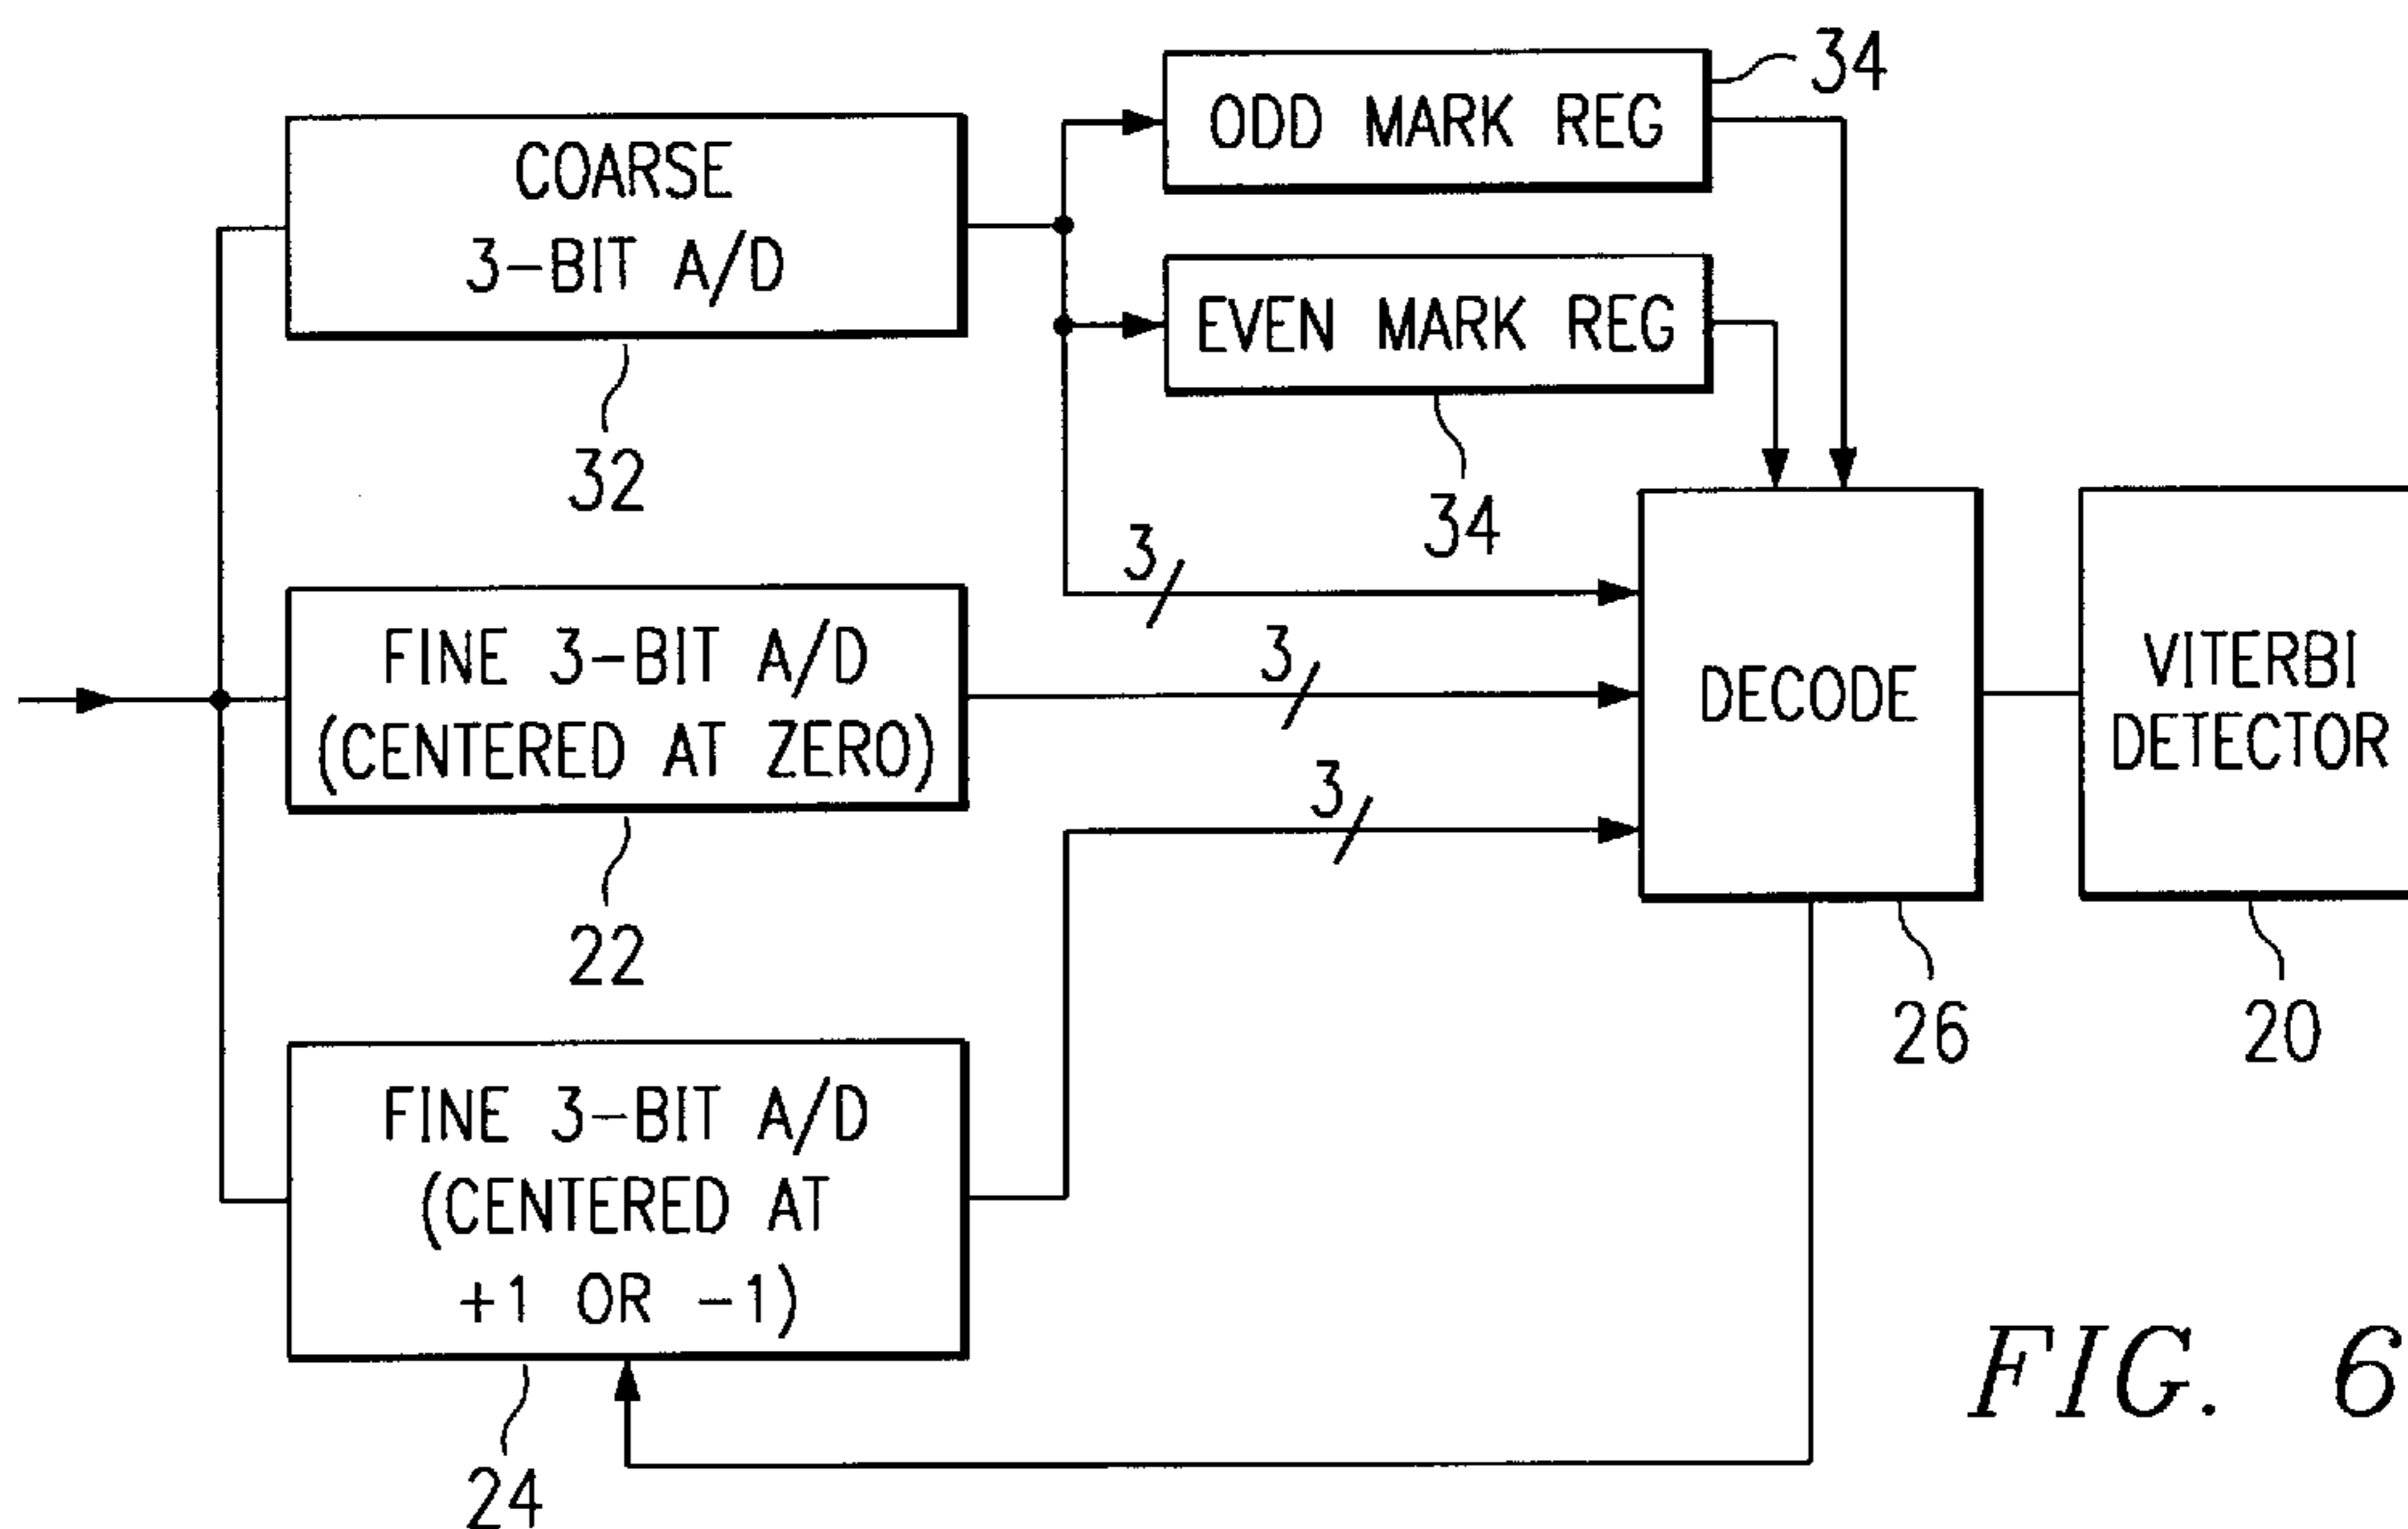 ODD MARK REG
34
COARSE
3-BIT A/D
32
EVEN MARK REG
34
3
FINE 3-BIT A/D
(CENTERED AT ZERO)
22
3
3
DECODE
26
VITERBI
DETECTOR
20
FINE 3-BIT A/D
(CENTERED AT
+1 OR -1)
24
FIG. 6